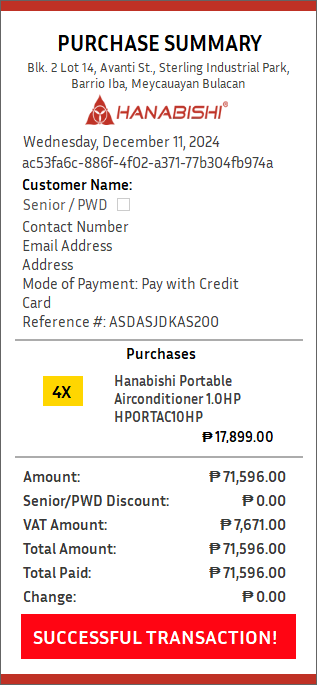 PURCHASE SUMMARY
Blk. 2 Lot 14, Avanti St., Sterling Industrial Park,
Barrio Iba, Meycauayan Bulacan
HANABISHI®
Wednesday, December 11, 2024
ac53fa6c-886f-4f02-a371-77b304fb974a
Customer Name:
Senior / PWD
Contact Number
Email Address
Address
Mode of Payment: Pay with Credit
Card
Reference #: ASDASJDKAS200
Purchases
4X
Hanabishi Portable
Airconditioner 1.0HP
HPORTAC10HP
₱ 17,899.00
Amount: ₱ 71,596.00
Senior/PWD Discount: ₱ 0.00
VAT Amount: ₱ 7,671.00
Total Amount: ₱ 71,596.00
Total Paid: ₱ 71,596.00
Change: ₱ 0.00
SUCCESSFUL TRANSACTION!